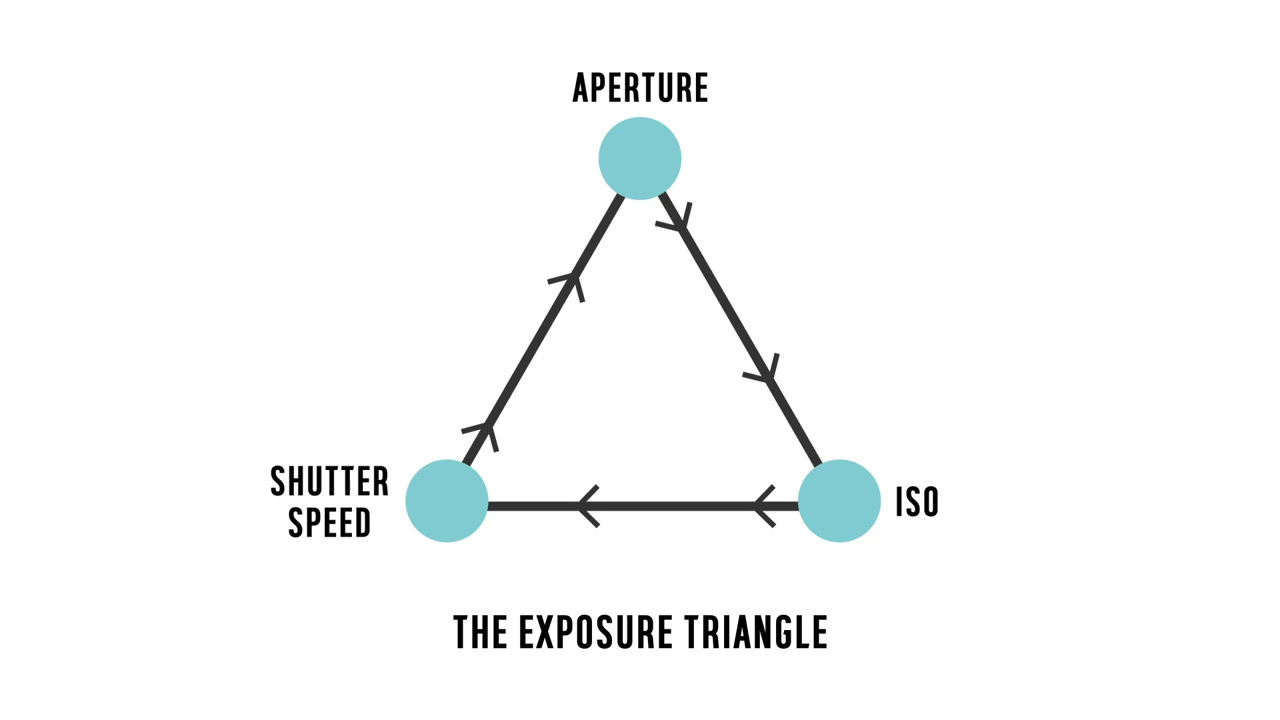 APERTURE
SHUTTER
SPEED
ISO
THE EXPOSURE TRIANGLE